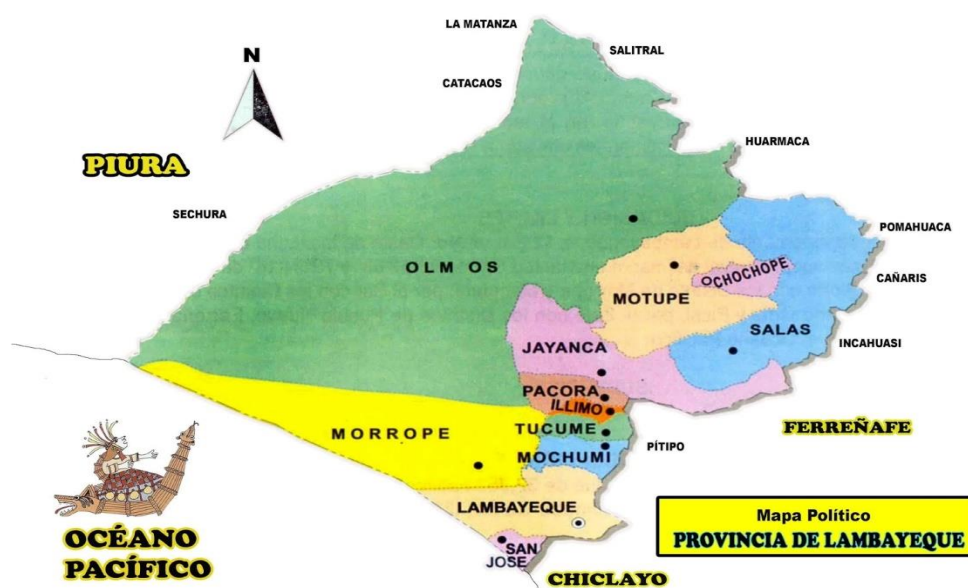 LA MATANZA
SALITRAL
N
CATACAOS
HUARMACA
PIURA
SECHURA
POMAHUACA
OLM OS
CHOCHOPE
CAÑARIS
MOTUPE
SALAS
INCAHUASI
JAYANCA
PACORA
ILLIMO
TUCUME
FERREÑAFE
MORROPE
MOCHUMI
PÍTIPO
LAMBAYEQUE
Mapa Político
PROVINCIA DE LAMBAYEQUE
OCÉANO
PACÍFICO
SAN
JOSE
CHICLAYO